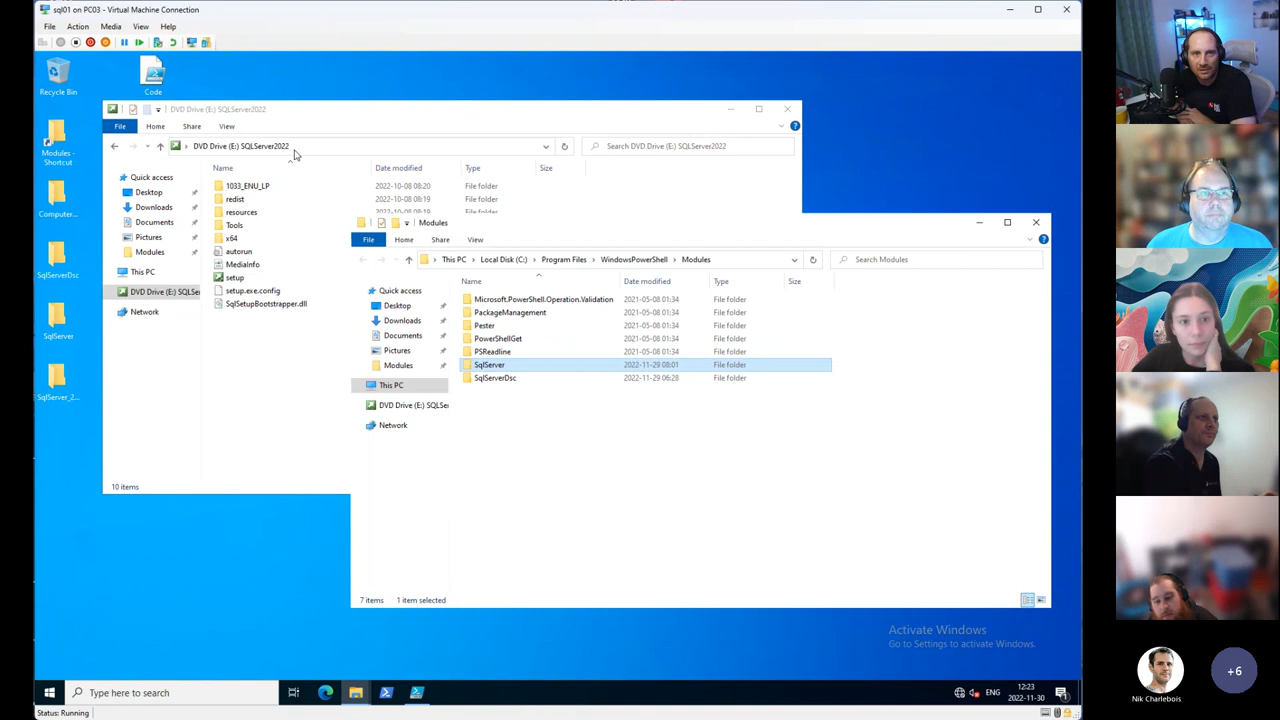 sql01 on PC03 - Virtual Machine Connection
File Action Media View Help
Recycle Bin
Code
Modules - Shortcut
Computer...
SqlServerDsc
SqlServer
SqlServer_2...
DVD Drive (E:) SQLServer2022
File Home Share View
DVD Drive (E:) SQLServer2022
Search DVD Drive (E:) SQLServer2022
Name Date modified Type Size
Quick access
Desktop
Downloads
Documents
Pictures
Modules
This PC
DVD Drive (E:) SQLSer
Network
1033_ENU_LP 2022-10-08 08:20 File folder
redist 2022-10-08 08:19 File folder
resources 2022-10-08 08:19 File folder
Tools
x64
autorun
MediaInfo
setup
setup.exe.config
SqlSetupBootstrapper.dll
10 items
Modules
File Home Share View
This PC Local Disk (C:) Program Files WindowsPowerShell Modules
Search Modules
Name Date modified Type Size
Quick access
Desktop
Downloads
Documents
Pictures
Modules
This PC
DVD Drive (E:) SQLSer
Network
Microsoft.PowerShell.Operation.Validation 2021-05-08 01:34 File folder
PackageManagement 2021-05-08 01:34 File folder
Pester 2021-05-08 01:34 File folder
PowerShellGet 2021-05-08 01:34 File folder
PSReadline 2021-05-08 01:34 File folder
SqlServer 2022-11-29 08:01 File folder
SqlServerDsc 2022-11-29 06:28 File folder
7 items 1 item selected
Activate Windows
Go to Settings to activate Windows.
Type here to search
ENG
12:23
2022-11-30
Status: Running
Nik Charlebois
+6